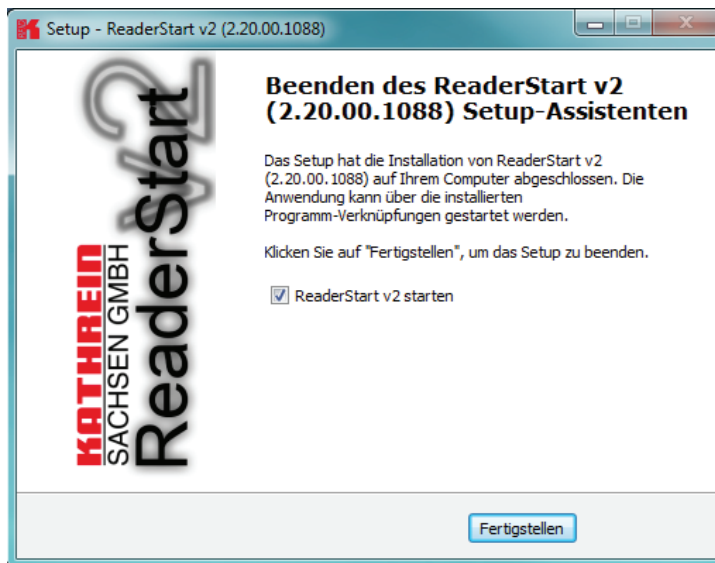 Setup - ReaderStart v2 (2.20.00.1088)
Beenden des ReaderStart v2
(2.20.00.1088) Setup-Assistenten
Das Setup hat die Installation von ReaderStart v2
(2.20.00.1088) auf Ihrem Computer abgeschlossen. Die
Anwendung kann über die installierten
Programm-Verknüpfungen gestartet werden.
Klicken Sie auf "Fertigstellen", um das Setup zu beenden.
ReaderStart v2 starten
KATHREIN
SACHSEN GMBH
ReaderStart
v2
Fertigstellen